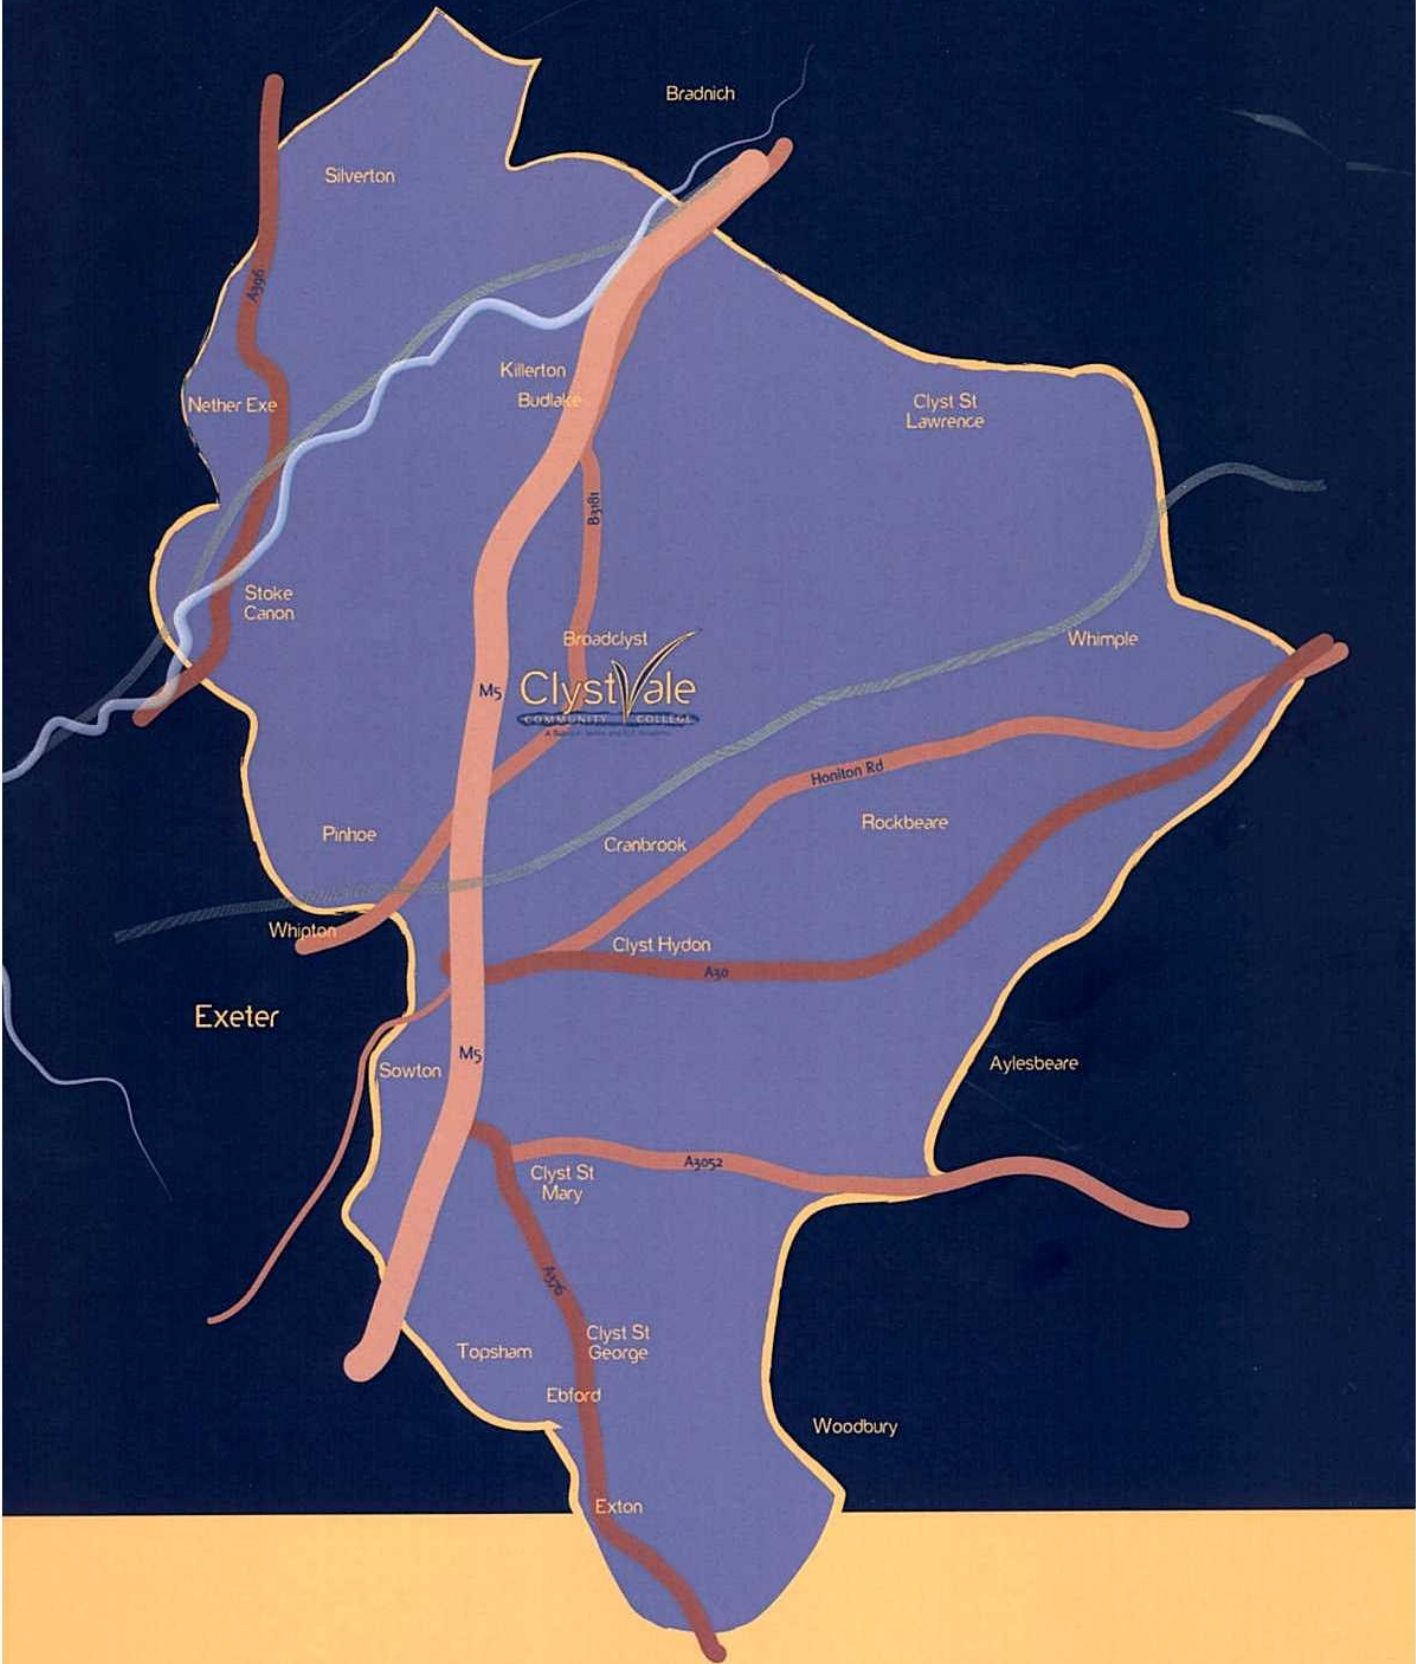 Bradnich
Silverton
A396
Killerton
Budlake
Nether Exe
Clyst St
Lawrence
B3181
Stoke
Canon
Broadclyst
Whimple
M5
ClystVale
COMMUNITY COLLEGE
Honiton Rd
Rockbeare
Pinhoe
Cranbrook
Whipton
Clyst Hydon
A30
Exeter
M5
Sowton
Aylesbeare
A3052
Clyst St
Mary
A376
Clyst St
George
Topsham
Ebford
Woodbury
Exton